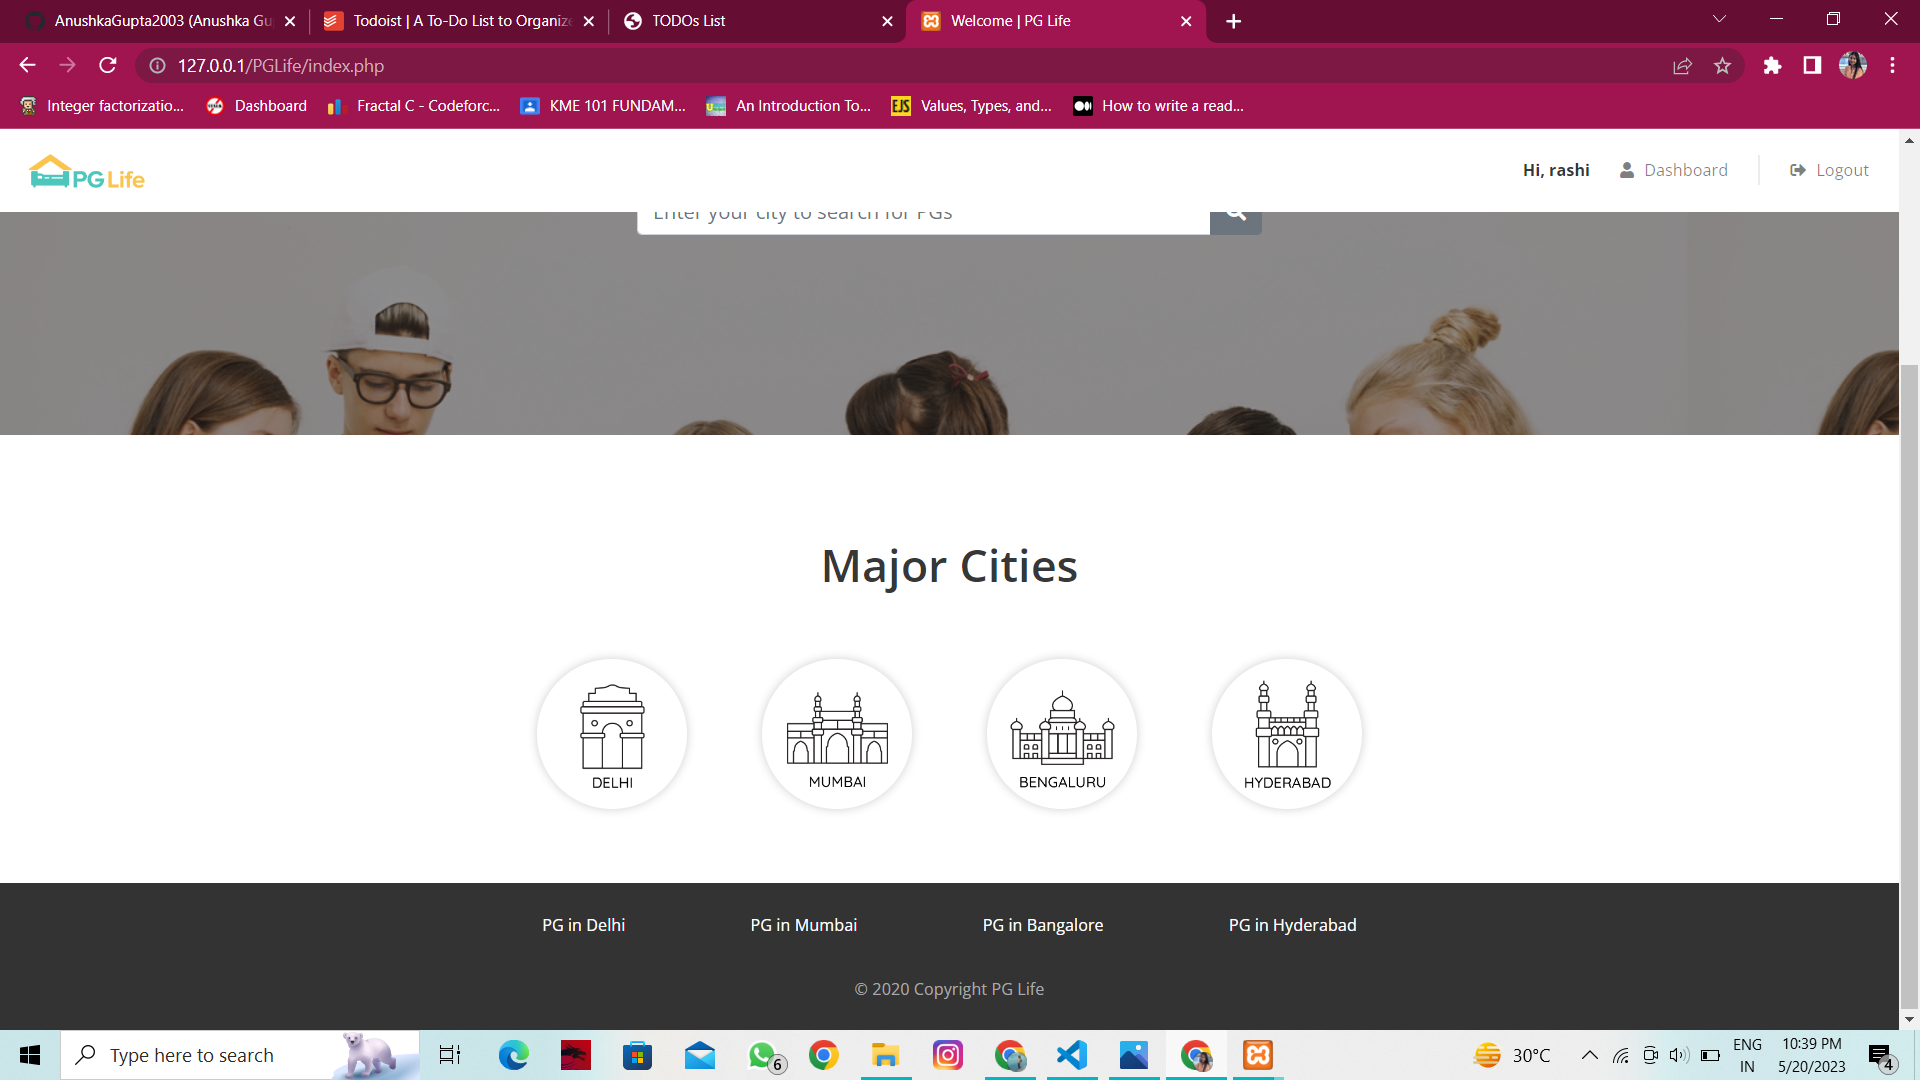 AnushkaGupta2003 (Anushka Gu
Todoist | A To-Do List to Organize
TODOs List
Welcome | PG Life
127.0.0.1/PGLife/index.php
Integer factorizatio...
Dashboard
Fractal C - Codeforc...
KME 101 FUNDAM...
An Introduction To...
EJS
Values, Types, and...
How to write a read...
PG Life
Hi, rashi
Dashboard
Logout
Enter your city to search for PGs
Major Cities
DELHI
MUMBAI
BENGALURU
HYDERABAD
PG in Delhi
PG in Mumbai
PG in Bangalore
PG in Hyderabad
© 2020 Copyright PG Life
Type here to search
6
30°C
ENG
IN
10:39 PM
5/20/2023
4